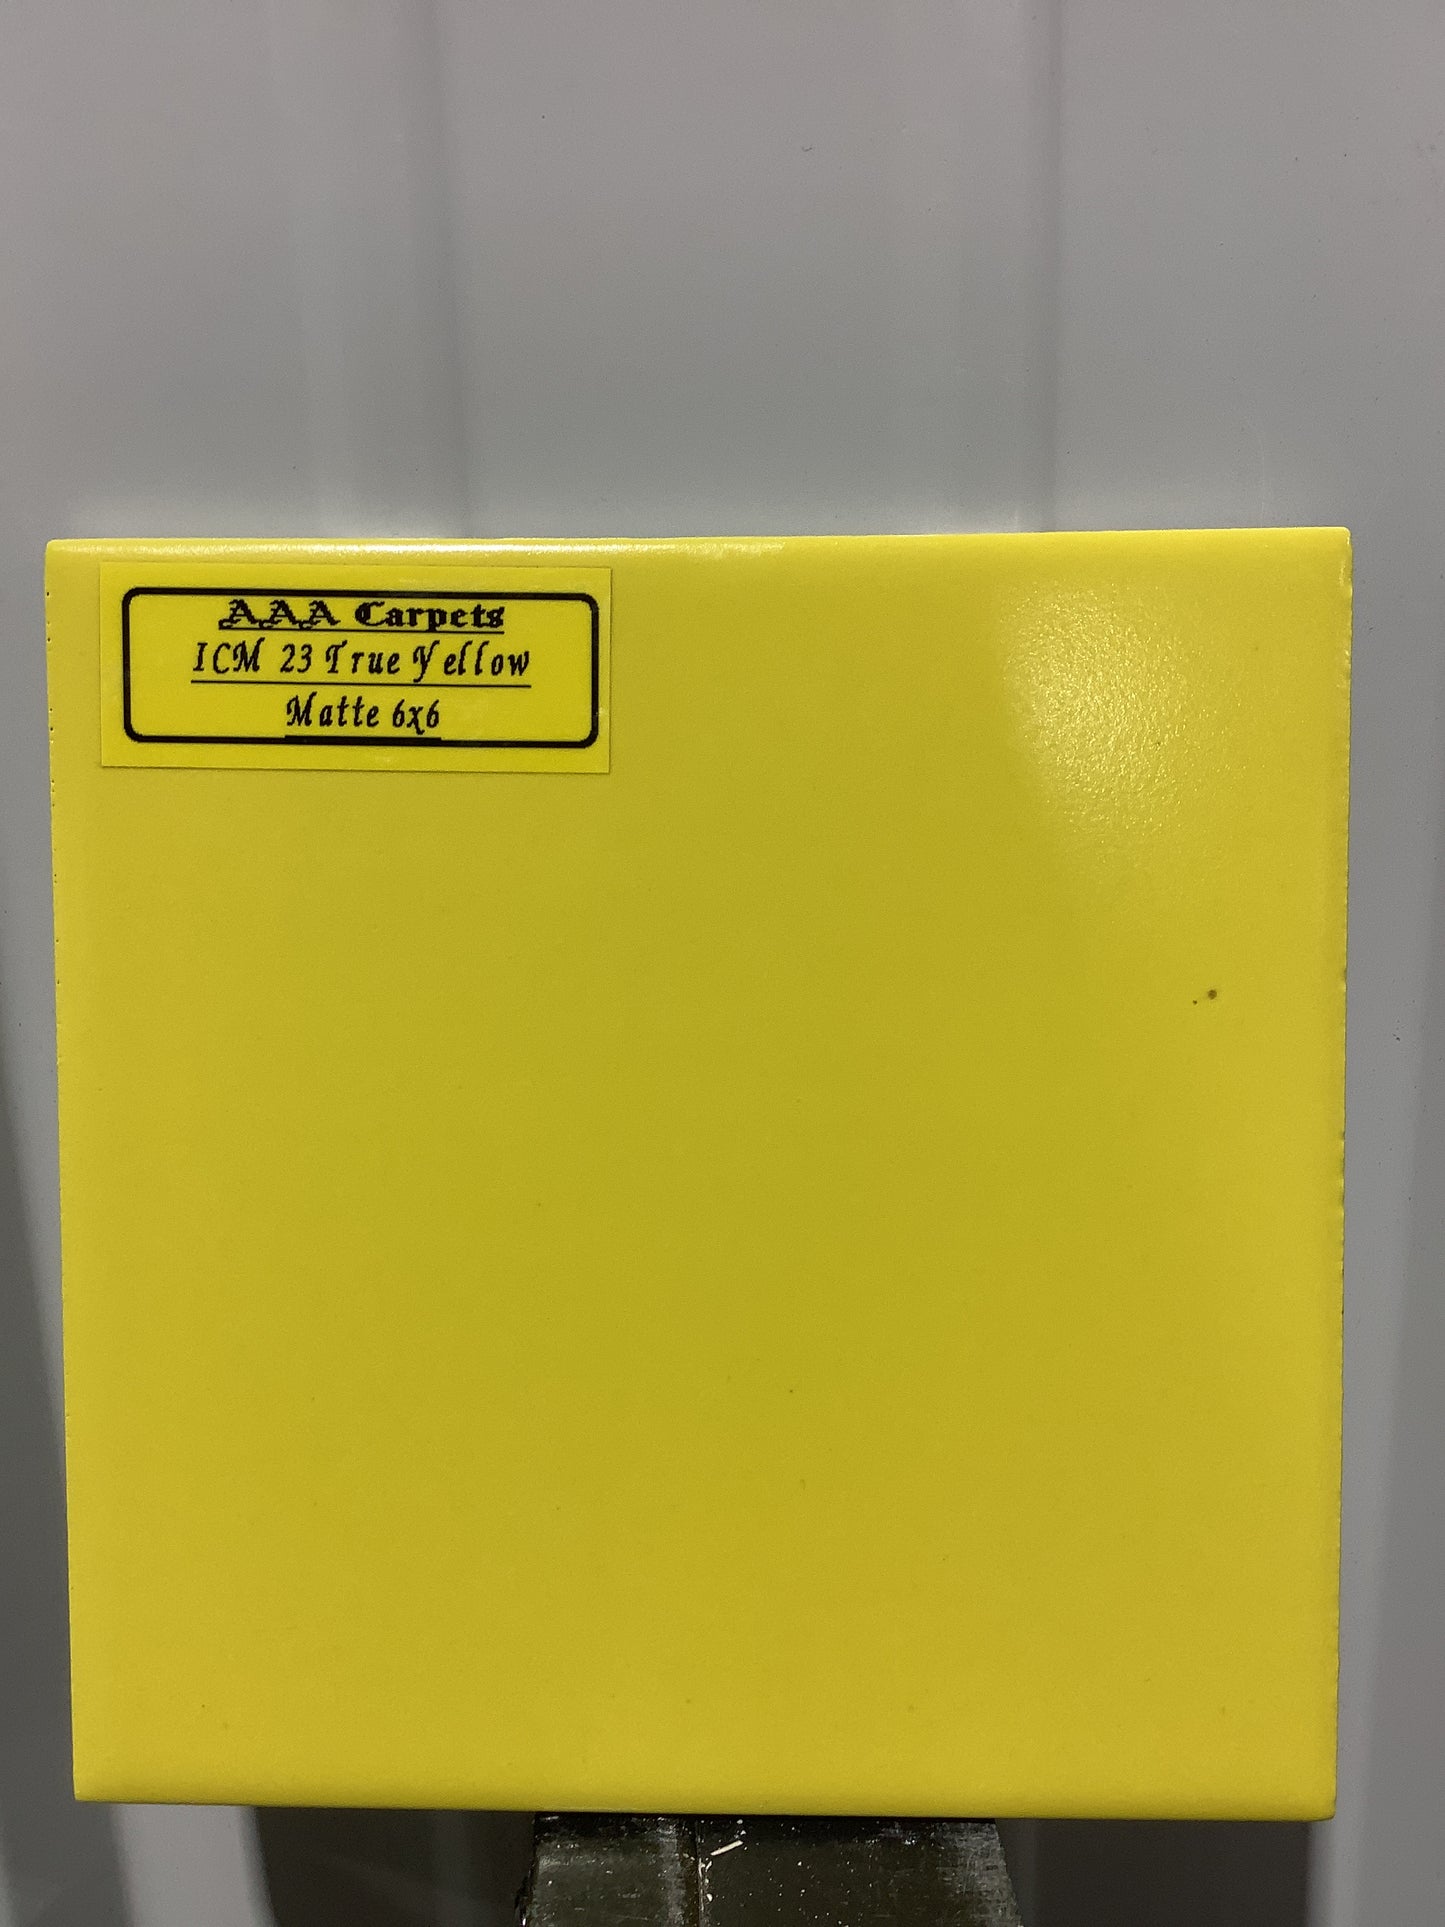 AAA Carpets
ICM 23 True Yellow
Matte 6x6